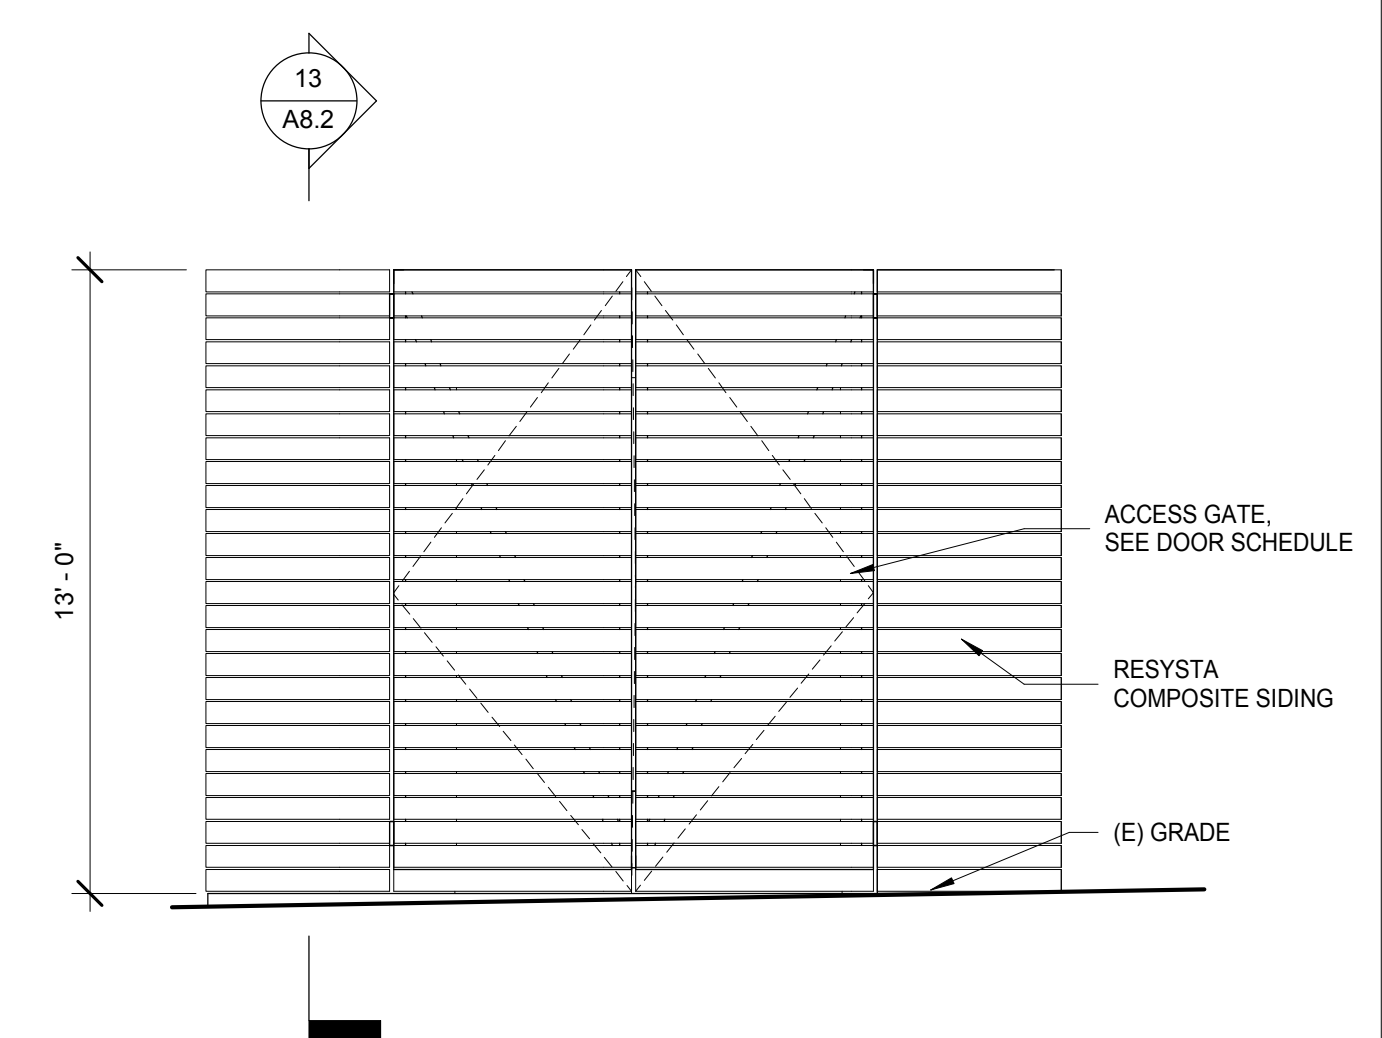 13
A8.2
13' - 0"
ACCESS GATE,
SEE DOOR SCHEDULE
RESYSTA
COMPOSITE SIDING
(E) GRADE